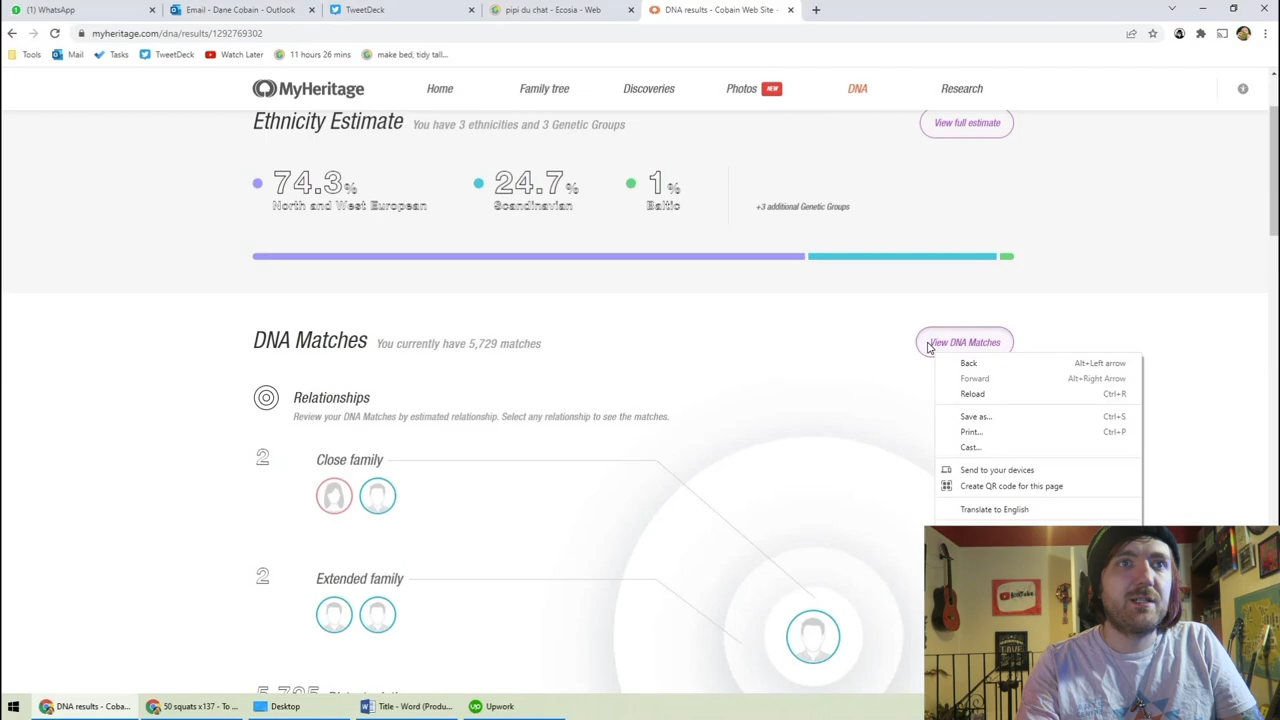 (1) WhatsApp
Email - Dane Cobain - Outlook
TweetDeck
pipi du chat - Ecosia - Web
DNA results - Cobain Web Site -
myheritage.com/dna/results/1292769302
Tools
Mail
Tasks
TweetDeck
Watch Later
11 hours 26 mins
make bed, tidy tall...
MyHeritage
Home
Family tree
Discoveries
Photos NEW
DNA
Research
Ethnicity Estimate You have 3 ethnicities and 3 Genetic Groups
View full estimate
74.3%
North and West European
24.7%
Scandinavian
1%
Baltic
+3 additional Genetic Groups
DNA Matches You currently have 5,729 matches
View DNA Matches
Back Alt+Left arrow
Forward Alt+Right Arrow
Reload Ctrl+R
Save as... Ctrl+S
Print... Ctrl+P
Cast...
Send to your devices
Create QR code for this page
Translate to English
Relationships
Review your DNA Matches by estimated relationship. Select any relationship to see the matches.
2 Close family
2 Extended family
DNA results - Coba...
50 squats x137 - To ...
Desktop
Title - Word (Produ...
Upwork